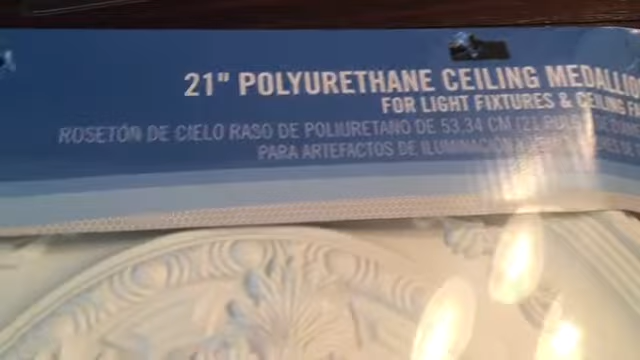 21" POLYURETHANE CEILING MEDALLIO
FOR LIGHT FIXTURES & CEILING F
ROSETÓN DE CIELO RASO DE POLIURETANO DE 53.34 CM (21
PARA ARTEFACTOS DE ILUMINACIÓN